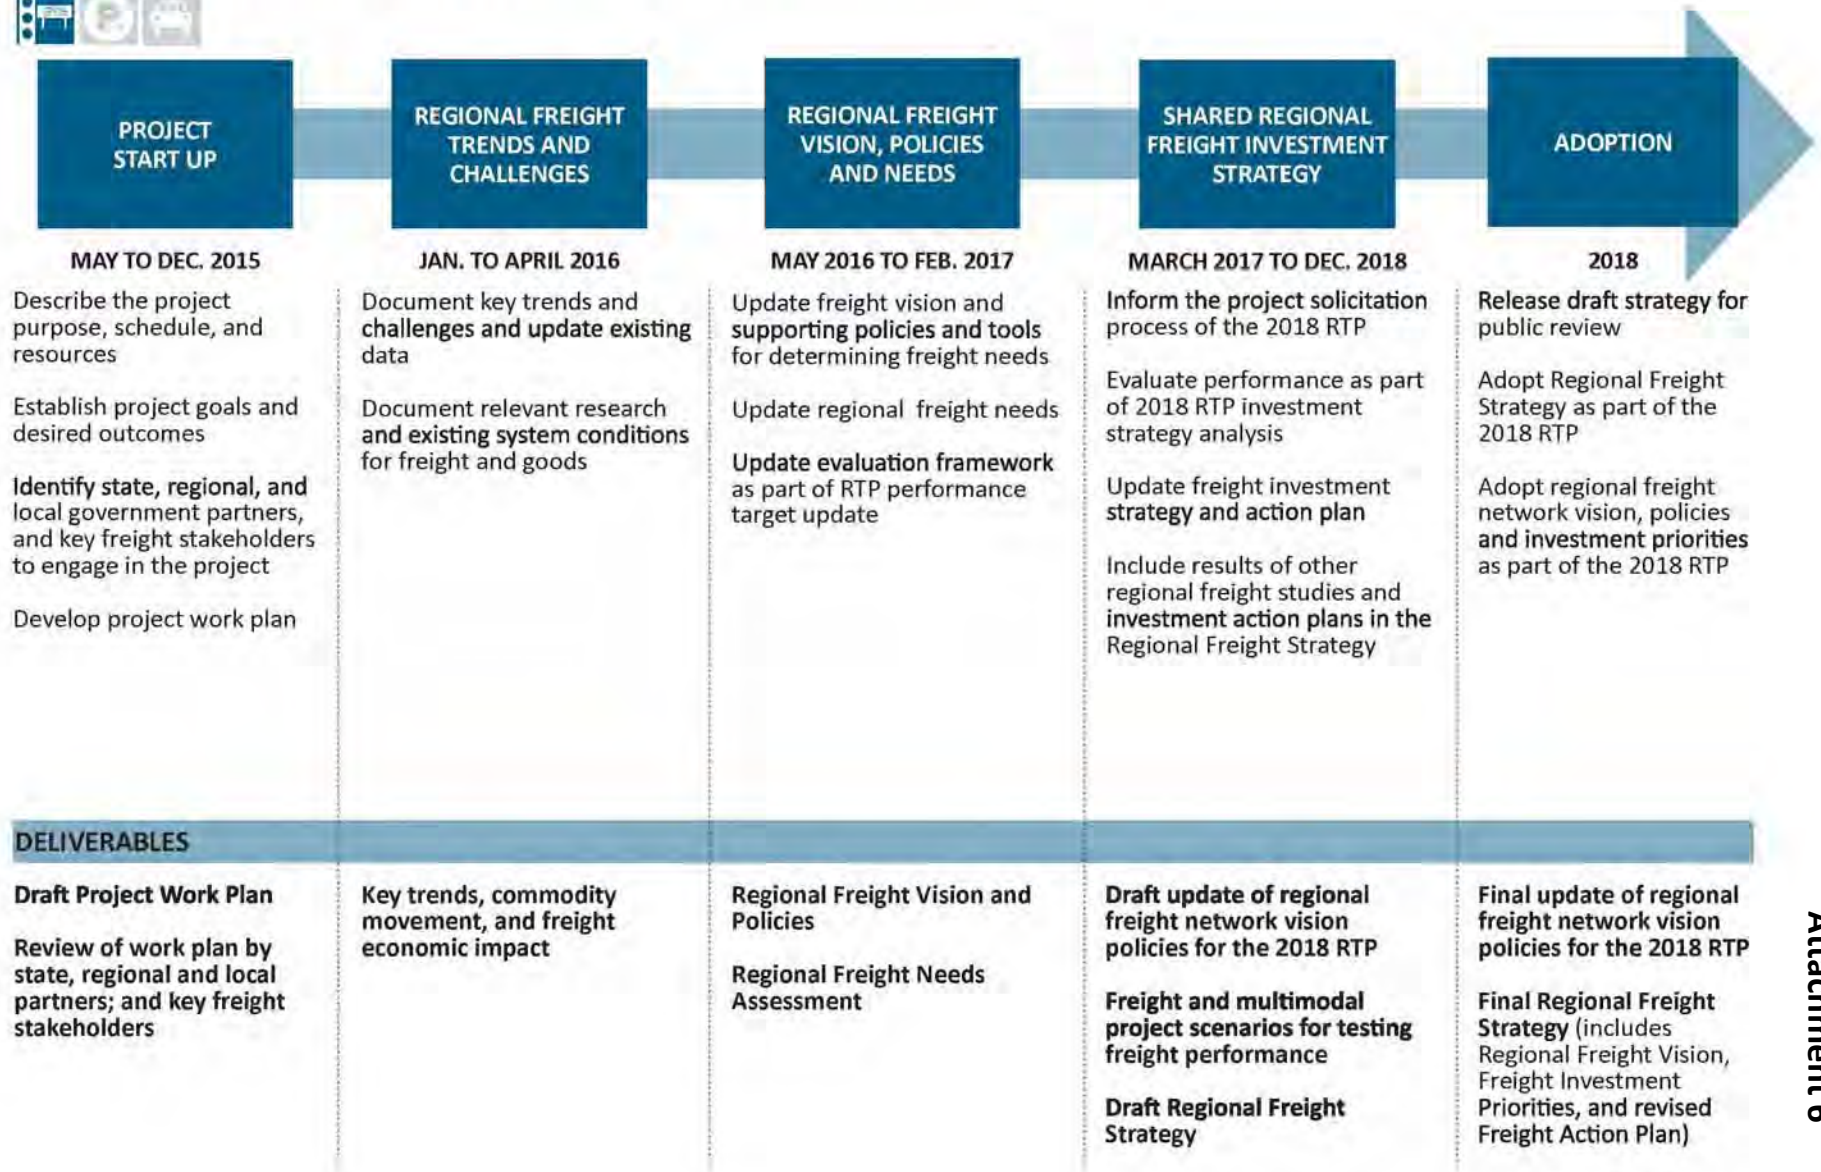 PROJECT
START UP
REGIONAL FREIGHT
TRENDS AND
CHALLENGES
REGIONAL FREIGHT
VISION, POLICIES
AND NEEDS
SHARED REGIONAL
FREIGHT INVESTMENT
STRATEGY
ADOPTION
MAY TO DEC. 2015
Describe the project
purpose, schedule, and
resources
Establish project goals and
desired outcomes
Identify state, regional, and
local government partners,
and key freight stakeholders
to engage in the project
Develop project work plan
JAN. TO APRIL 2016
Document key trends and
challenges and update existing
data
Document relevant research
and existing system conditions
for freight and goods
MAY 2016 TO FEB. 2017
Update freight vision and
supporting policies and tools
for determining freight needs
Update regional freight needs
Update evaluation framework
as part of RTP performance
target update
MARCH 2017 TO DEC. 2018
Inform the project solicitation
process of the 2018 RTP
Evaluate performance as part
of 2018 RTP investment
strategy analysis
Update freight investment
strategy and action plan
Include results of other
regional freight studies and
investment action plans in the
Regional Freight Strategy
2018
Release draft strategy for
public review
Adopt Regional Freight
Strategy as part of the
2018 RTP
Adopt regional freight
network vision, policies
and investment priorities
as part of the 2018 RTP
DELIVERABLES
Draft Project Work Plan
Review of work plan by
state, regional and local
partners; and key freight
stakeholders
Key trends, commodity
movement, and freight
economic impact
Regional Freight Vision and
Policies
Regional Freight Needs
Assessment
Draft update of regional
freight network vision
policies for the 2018 RTP
Freight and multimodal
project scenarios for testing
freight performance
Draft Regional Freight
Strategy
Final update of regional
freight network vision
policies for the 2018 RTP
Final Regional Freight
Strategy (includes
Regional Freight Vision,
Freight Investment
Priorities, and revised
Freight Action Plan)
Attachment